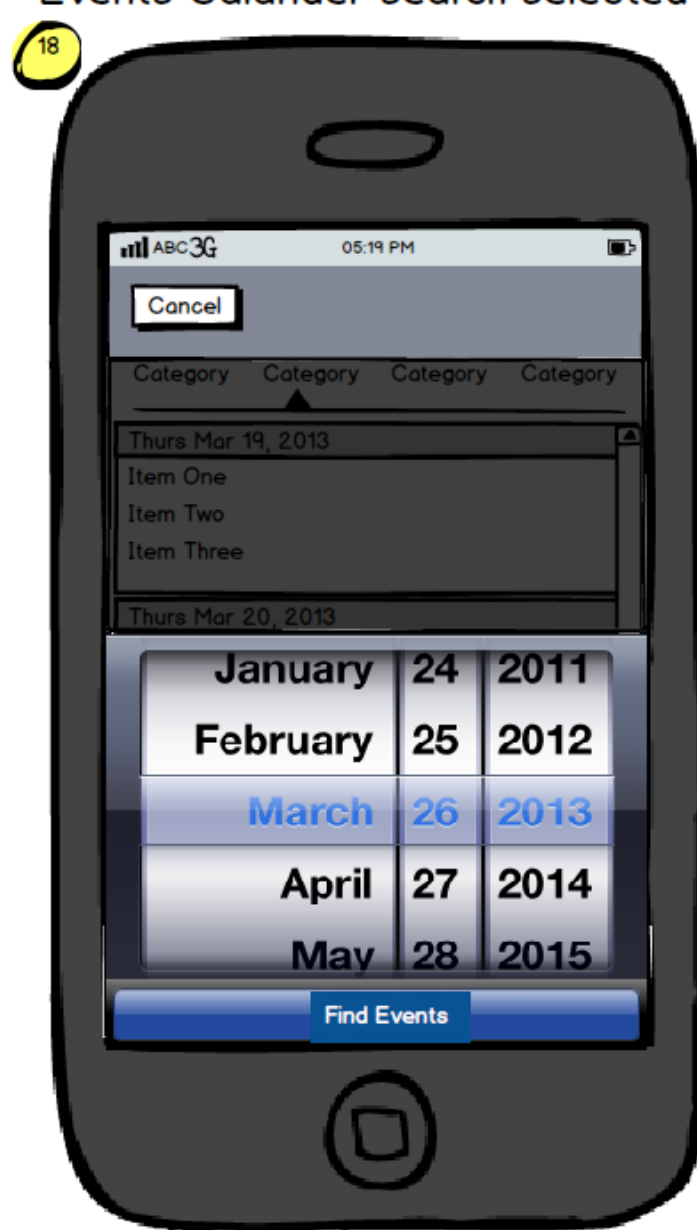 Events Calander search selected
18
ABC 3G 05:19 PM
Cancel
Category Category Category Category
Thurs Mar 19, 2013
Item One
Item Two
Item Three
Thurs Mar 20, 2013
January 24 2011
February 25 2012
March 26 2013
April 27 2014
May 28 2015
Find Events